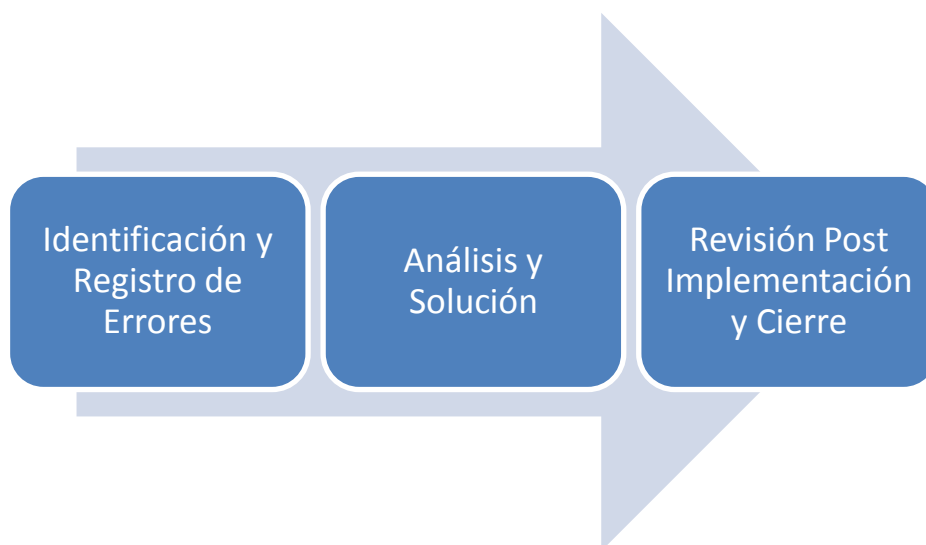 Identificación y
Registro de
Errores
Análisis y
Solución
Revisión Post
Implementación
y Cierre